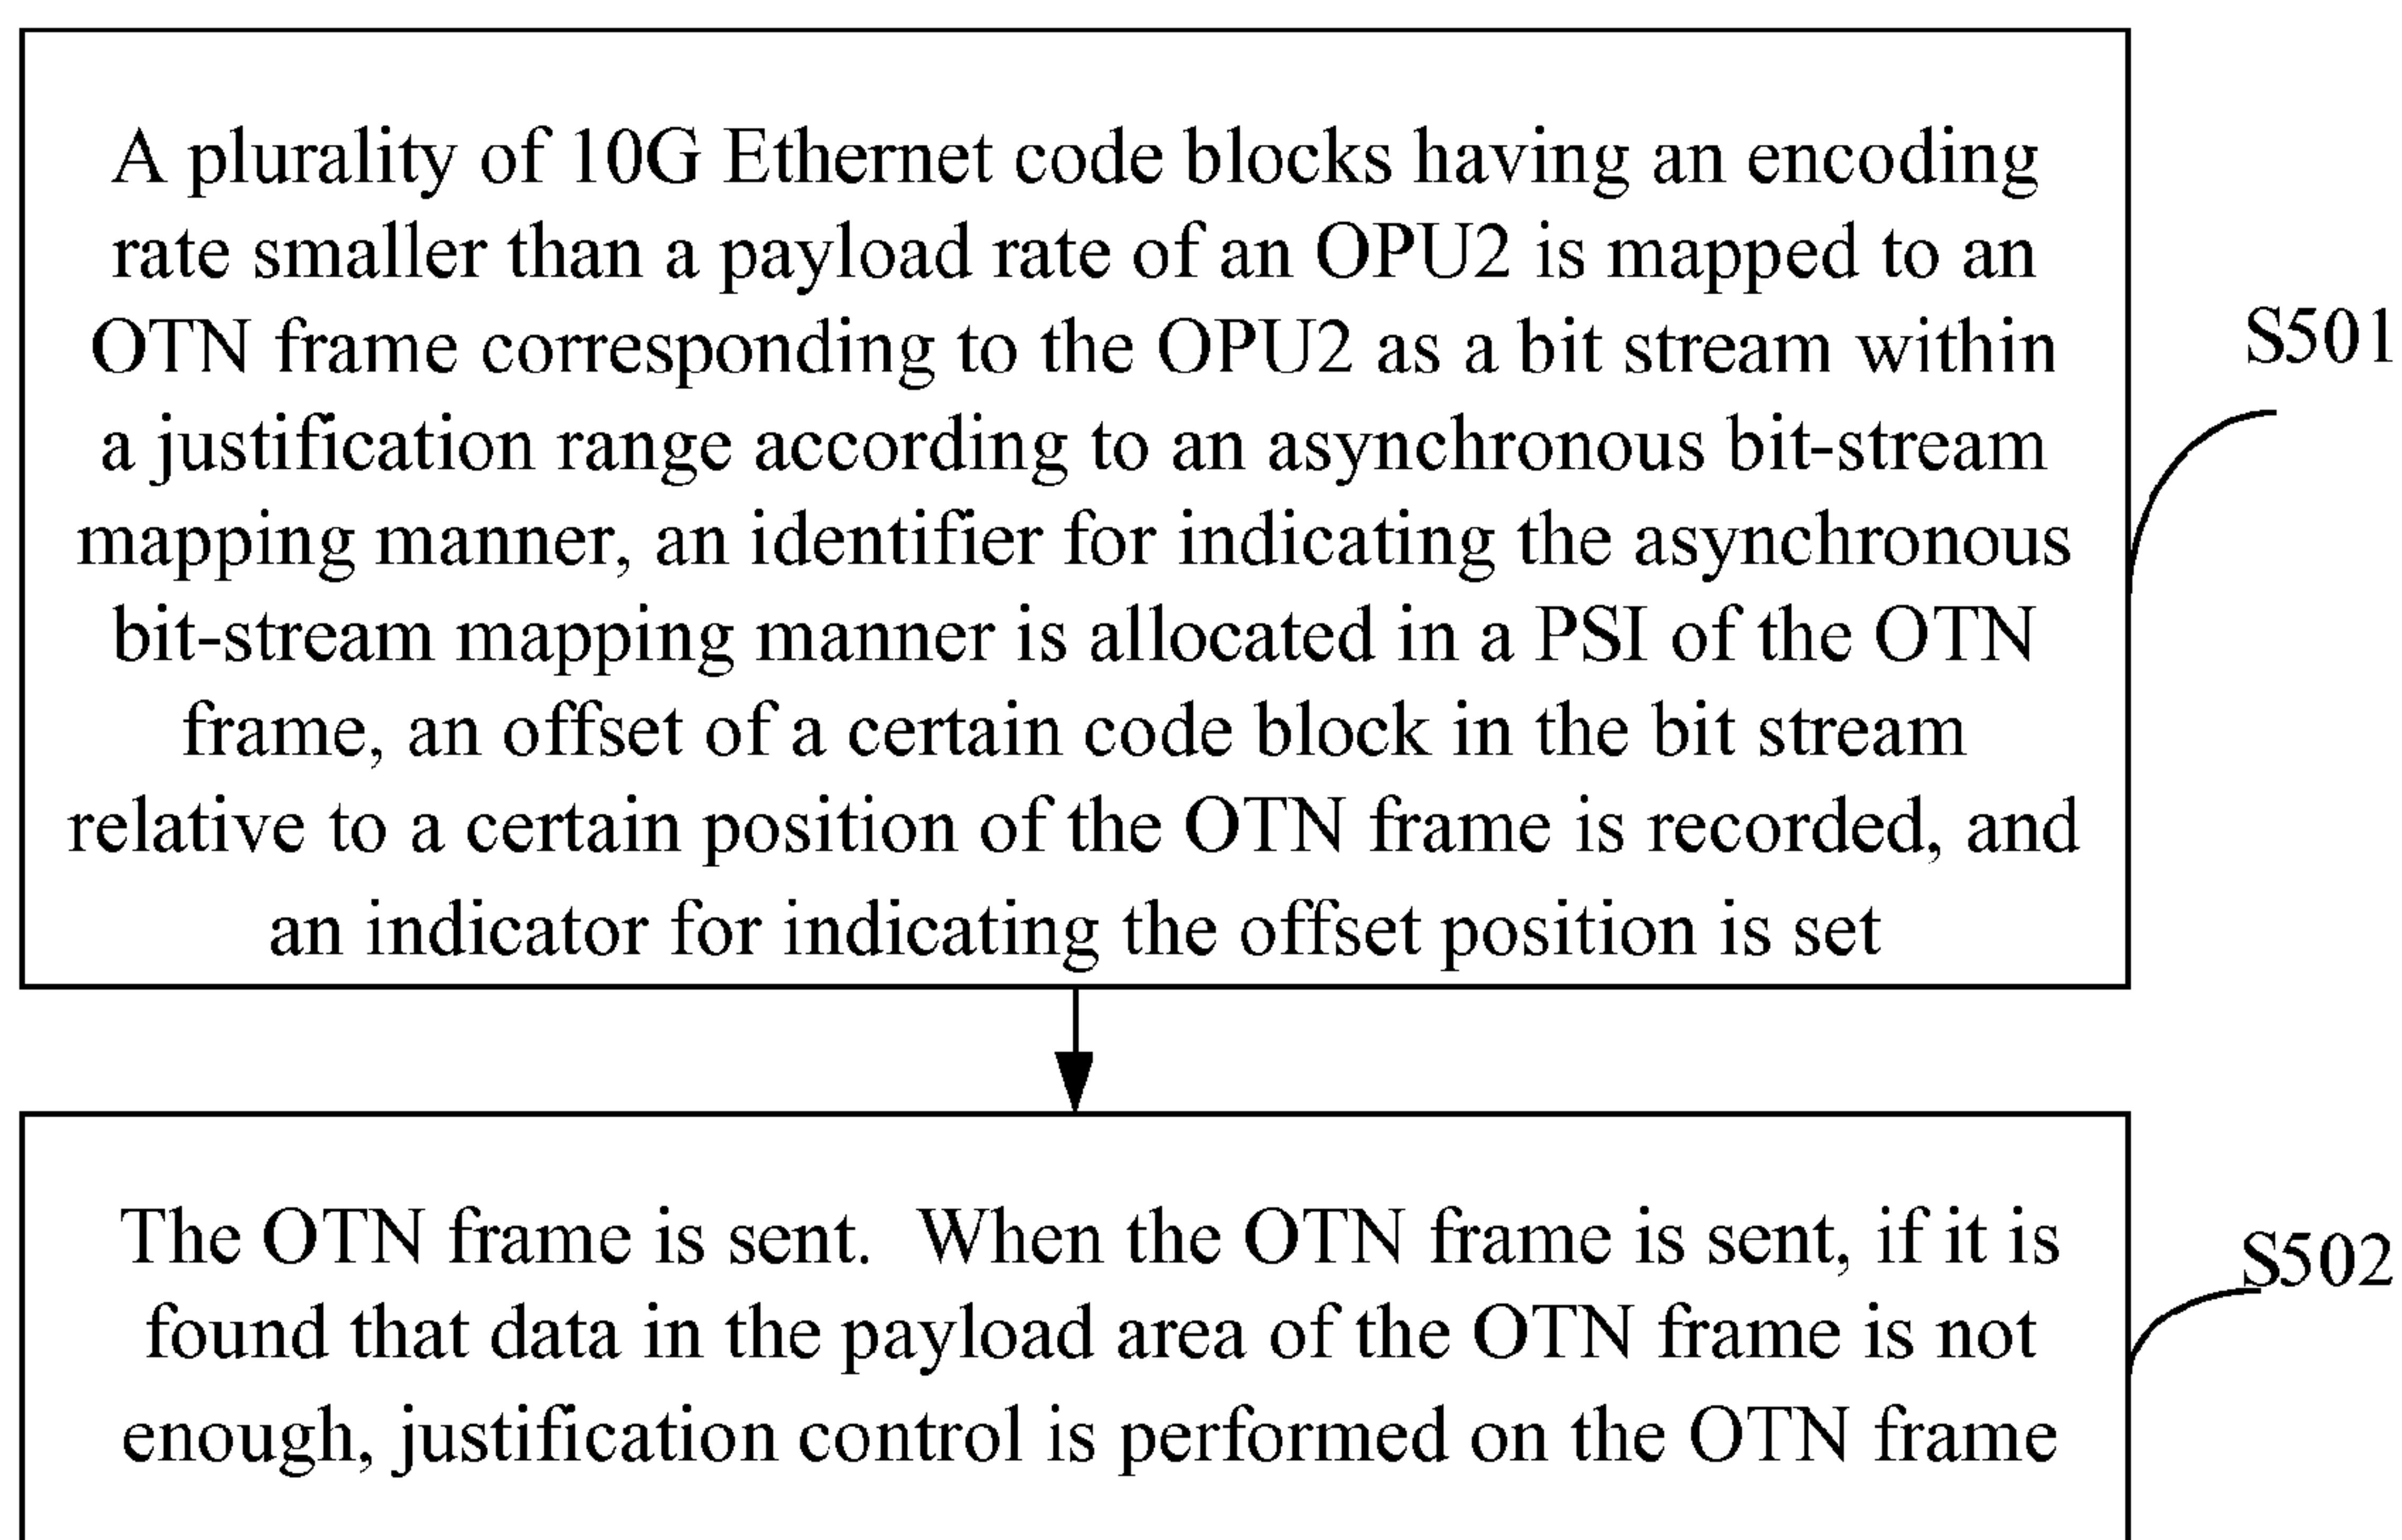 A plurality of 10G Ethernet code blocks having an encoding
rate smaller than a payload rate of an OPU2 is mapped to an
OTN frame corresponding to the OPU2 as a bit stream within
a justification range according to an asynchronous bit-stream
mapping manner, an identifier for indicating the asynchronous
bit-stream mapping manner is allocated in a PSI of the OTN
frame, an offset of a certain code block in the bit stream
relative to a certain position of the OTN frame is recorded, and
an indicator for indicating the offset position is set
S501
The OTN frame is sent.  When the OTN frame is sent, if it is
found that data in the payload area of the OTN frame is not
enough, justification control is performed on the OTN frame
S502